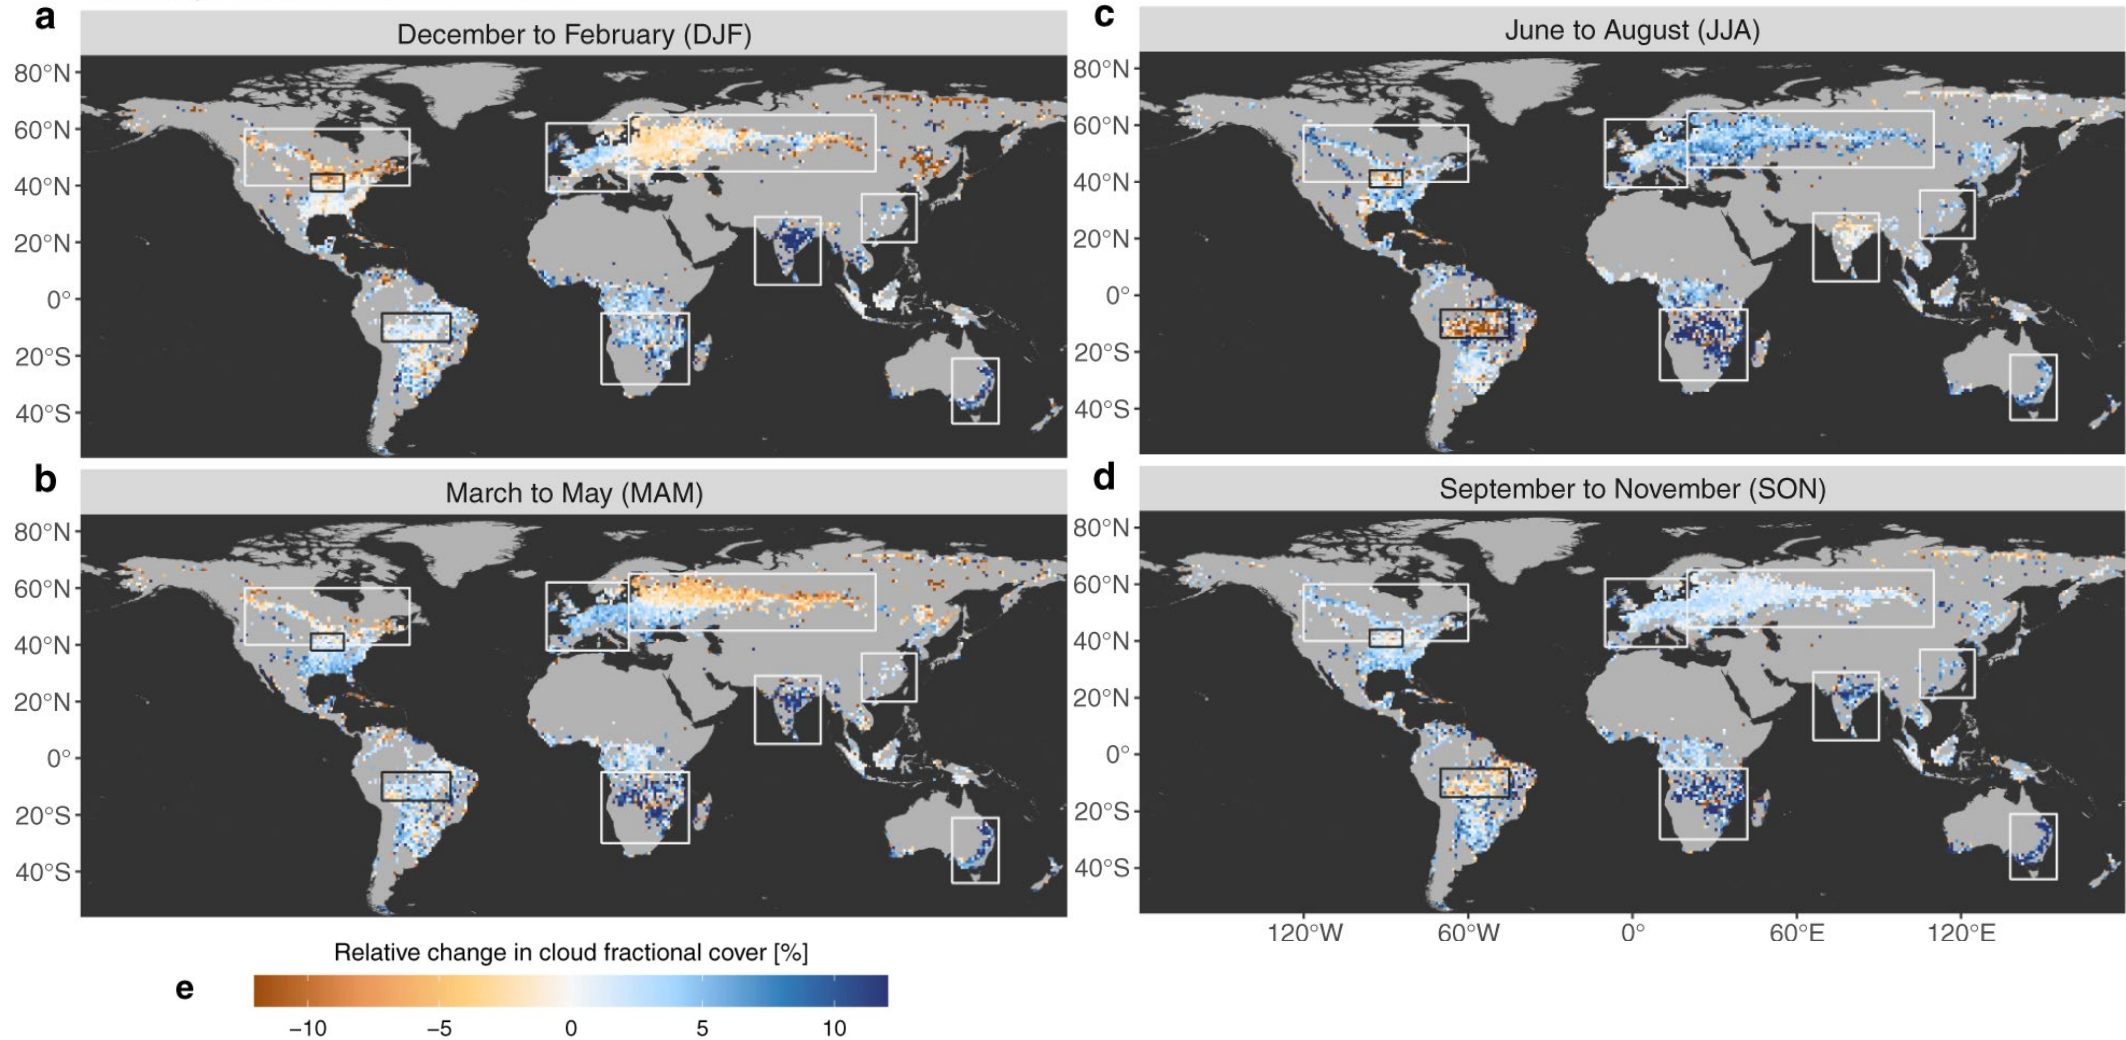 a
December to February (DJF)
80°N
60°N
40°N
20°N
0°
20°S
40°S
b
March to May (MAM)
80°N
60°N
40°N
20°N
0°
20°S
40°S
c
June to August (JJA)
80°N
60°N
40°N
20°N
0°
20°S
40°S
d
September to November (SON)
80°N
60°N
40°N
20°N
0°
20°S
40°S
120°W 60°W 0° 60°E 120°E
Relative change in cloud fractional cover [%]
e
−10 −5 0 5 10